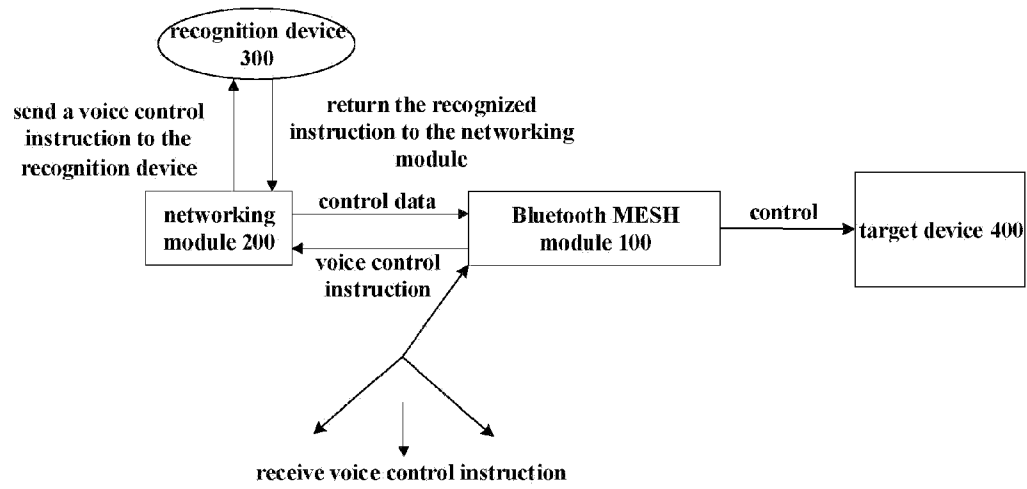 recognition device
300
send a voice control
instruction to the
recognition device
return the recognized
instruction to the networking
module
networking
module 200
control data
voice control
instruction
Bluetooth MESH
module 100
control
target device 400
receive voice control instruction